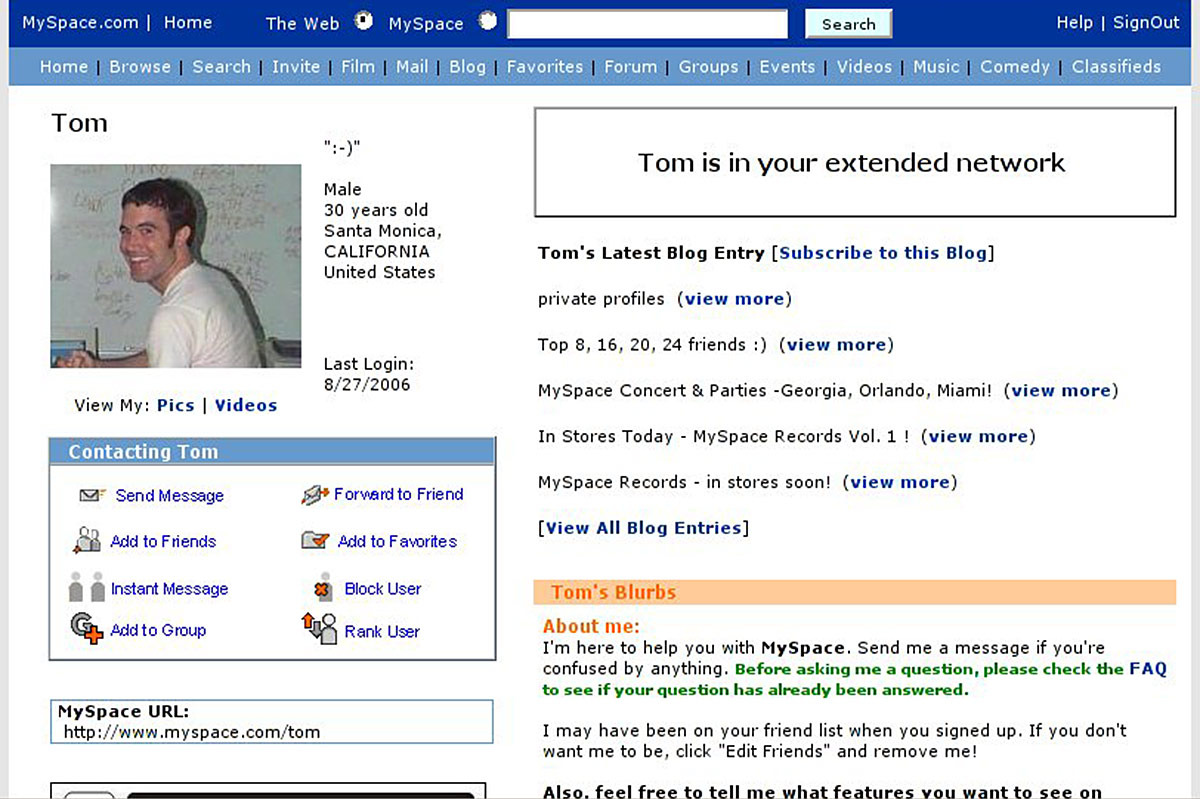 MySpace.com | Home
The Web MySpace Search
Help | SignOut
Home | Browse | Search | Invite | Film | Mail | Blog | Favorites | Forum | Groups | Events | Videos | Music | Comedy | Classifieds
Tom
":-)"
Male
30 years old
Santa Monica,
CALIFORNIA
United States
Last Login:
8/27/2006
View My: Pics | Videos
Contacting Tom
Send Message
Forward to Friend
Add to Friends
Add to Favorites
Instant Message
Block User
Add to Group
Rank User
MySpace URL:
http://www.myspace.com/tom
Tom is in your extended network
Tom's Latest Blog Entry [Subscribe to this Blog]
private profiles (view more)
Top 8, 16, 20, 24 friends :) (view more)
MySpace Concert & Parties -Georgia, Orlando, Miami! (view more)
In Stores Today - MySpace Records Vol. 1 ! (view more)
MySpace Records - in stores soon! (view more)
[View All Blog Entries]
Tom's Blurbs
About me:
I'm here to help you with MySpace. Send me a message if you're
confused by anything. Before asking me a question, please check the FAQ
to see if your question has already been answered.
I may have been on your friend list when you signed up. If you don't
want me to be, click "Edit Friends" and remove me!
Also, feel free to tell me what features you want to see on